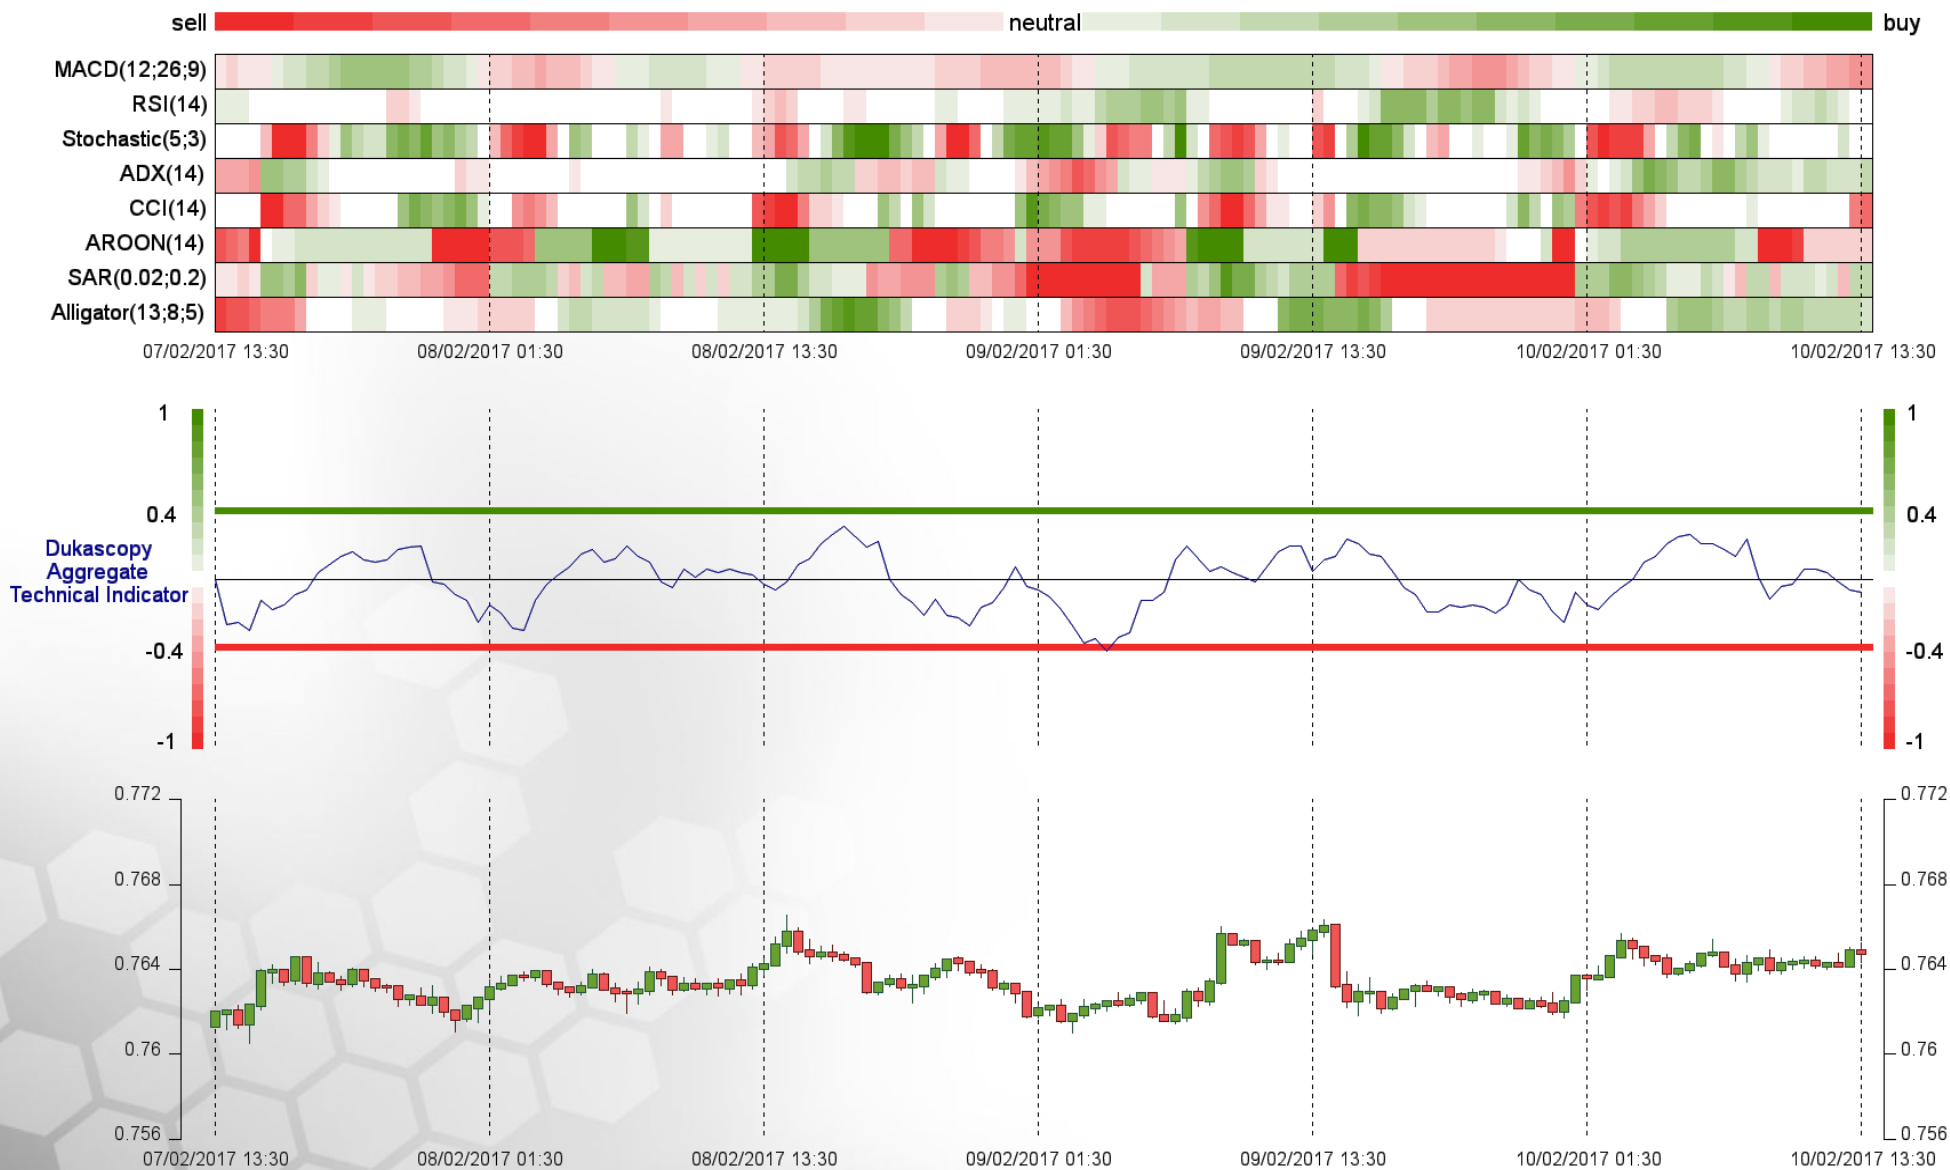 sell neutral buy
MACD(12;26;9)
RSI(14)
Stochastic(5;3)
ADX(14)
CCI(14)
AROON(14)
SAR(0.02;0.2)
Alligator(13;8;5)
07/02/2017 13:30 08/02/2017 01:30 08/02/2017 13:30 09/02/2017 01:30 09/02/2017 13:30 10/02/2017 01:30 10/02/2017 13:30
1 1
0.4 0.4
Dukascopy
Aggregate
Technical Indicator
-0.4 -0.4
-1 -1
0.772 0.772
0.768 0.768
0.764 0.764
0.76 0.76
0.756 0.756
07/02/2017 13:30 08/02/2017 01:30 08/02/2017 13:30 09/02/2017 01:30 09/02/2017 13:30 10/02/2017 01:30 10/02/2017 13:30